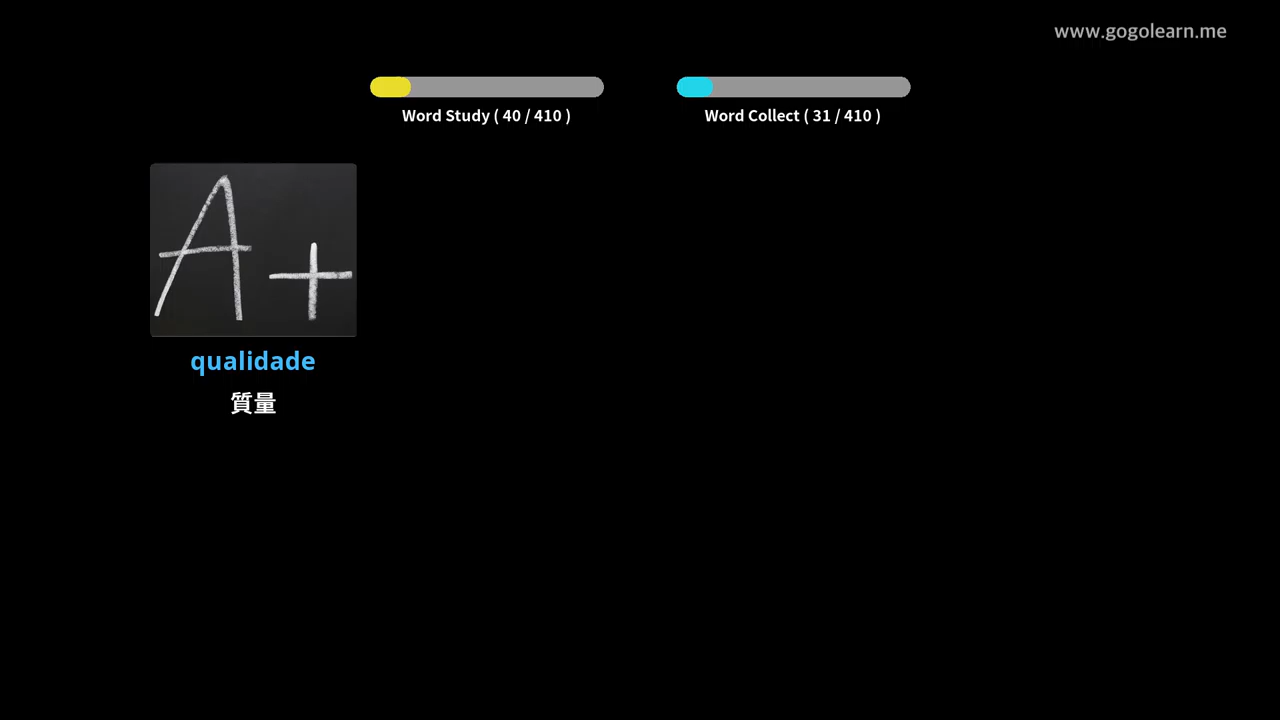 www.gogolearn.me
Word Study ( 40 / 410 )
Word Collect ( 31 / 410 )
A+
qualidade
質量